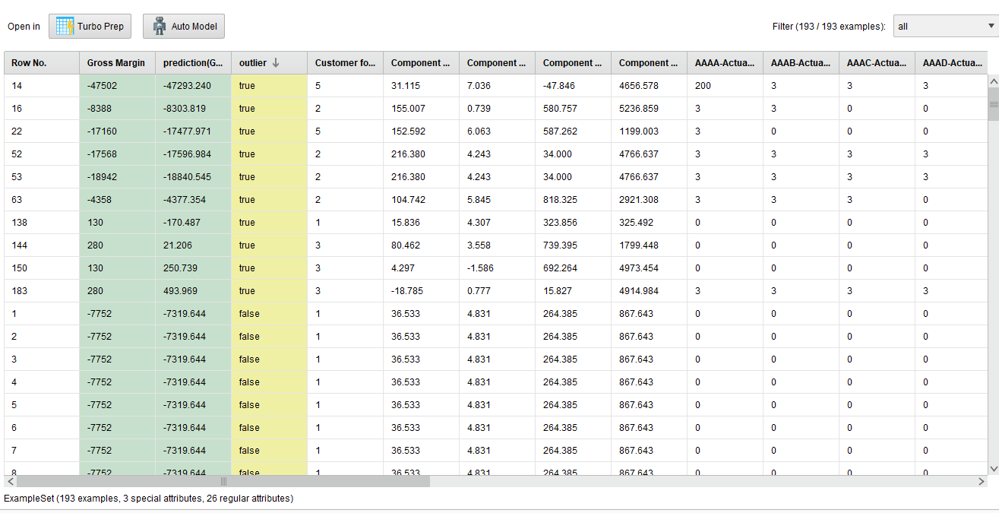 Open in Turbo Prep Auto Model Filter (193 / 193 examples): all
Row No. Gross Margin prediction(G... outlier ↓ Customer fo... Component ... Component ... Component ... Component ... AAAA-Actua... AAAB-Actua... AAAC-Actua... AAAD-Actua...
14 -47502 -47293.240 true 5 31.115 7.036 -47.846 4656.578 200 3 3 3
16 -8388 -8303.819 true 2 155.007 0.739 580.757 5236.859 3 3 0 0
22 -17160 -17477.971 true 5 152.592 6.063 587.262 1199.003 3 0 0 0
52 -17568 -17596.984 true 2 216.380 4.243 34.000 4766.637 3 3 3 3
53 -18942 -18840.545 true 2 216.380 4.243 34.000 4766.637 3 3 3 3
63 -4358 -4377.354 true 2 104.742 5.845 818.325 2921.308 3 3 3 0
138 130 -170.487 true 1 15.836 4.307 323.856 325.492 0 0 0 0
144 280 21.206 true 3 80.462 3.558 739.395 1799.448 0 0 0 0
150 130 250.739 true 3 4.297 -1.586 692.264 4973.454 0 0 0 0
183 280 493.969 true 3 -18.785 0.777 15.827 4914.984 3 3 3 3
1 -7752 -7319.644 false 1 36.533 4.831 264.385 867.643 0 0 0 0
2 -7752 -7319.644 false 1 36.533 4.831 264.385 867.643 0 0 0 0
3 -7752 -7319.644 false 1 36.533 4.831 264.385 867.643 0 0 0 0
4 -7752 -7319.644 false 1 36.533 4.831 264.385 867.643 0 0 0 0
5 -7752 -7319.644 false 1 36.533 4.831 264.385 867.643 0 0 0 0
6 -7752 -7319.644 false 1 36.533 4.831 264.385 867.643 0 0 0 0
7 -7752 -7319.644 false 1 36.533 4.831 264.385 867.643 0 0 0 0
8 -7752 -7319.644 false 1 36.533 4.831 264.385 867.643 0 0 0 0
ExampleSet (193 examples, 3 special attributes, 26 regular attributes)